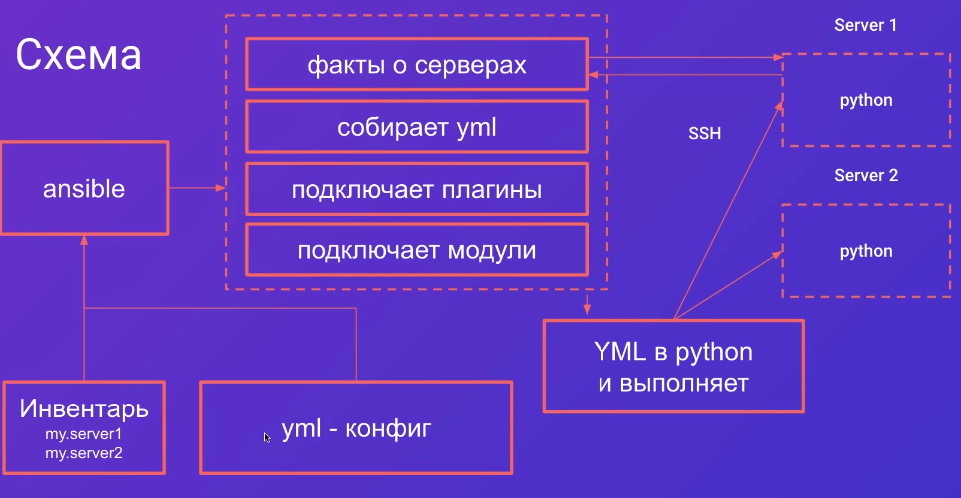 Схема
ansible
Инвентарь
my.server1
my.server2
yml - конфиг
факты о серверах
собирает yml
подключает плагины
подключает модули
YML в python
и выполняет
SSH
Server 1
python
Server 2
python